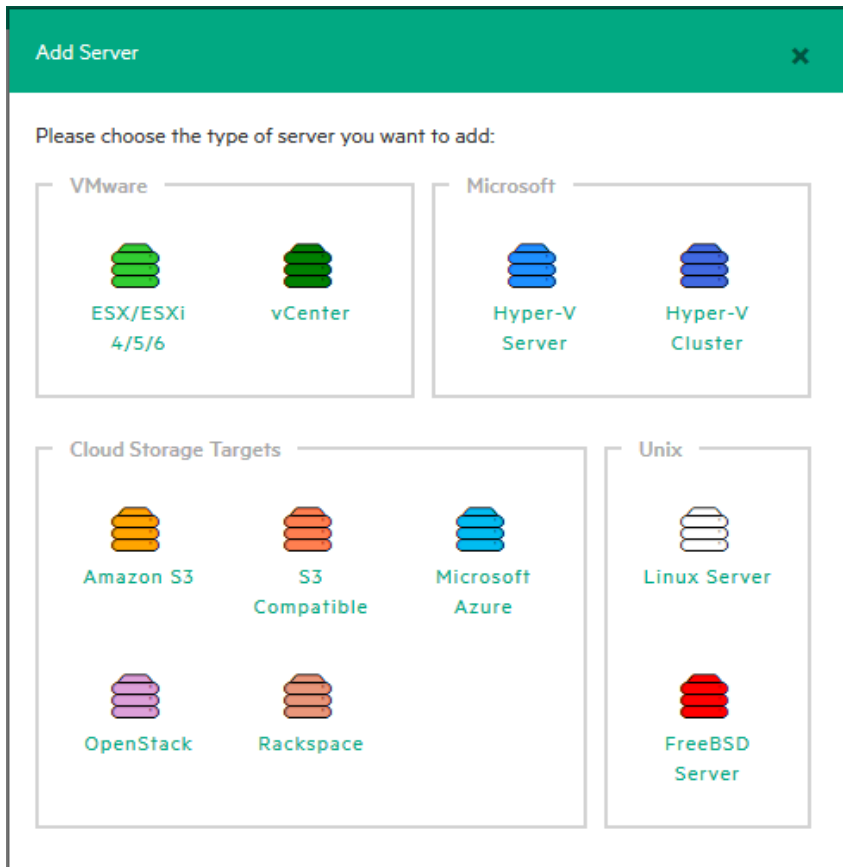 Add Server
Please choose the type of server you want to add:
VMware
ESX/ESXi
4/5/6
vCenter
Microsoft
Hyper-V
Server
Hyper-V
Cluster
Cloud Storage Targets
Amazon S3
S3
Compatible
Microsoft
Azure
OpenStack
Rackspace
Unix
Linux Server
FreeBSD
Server